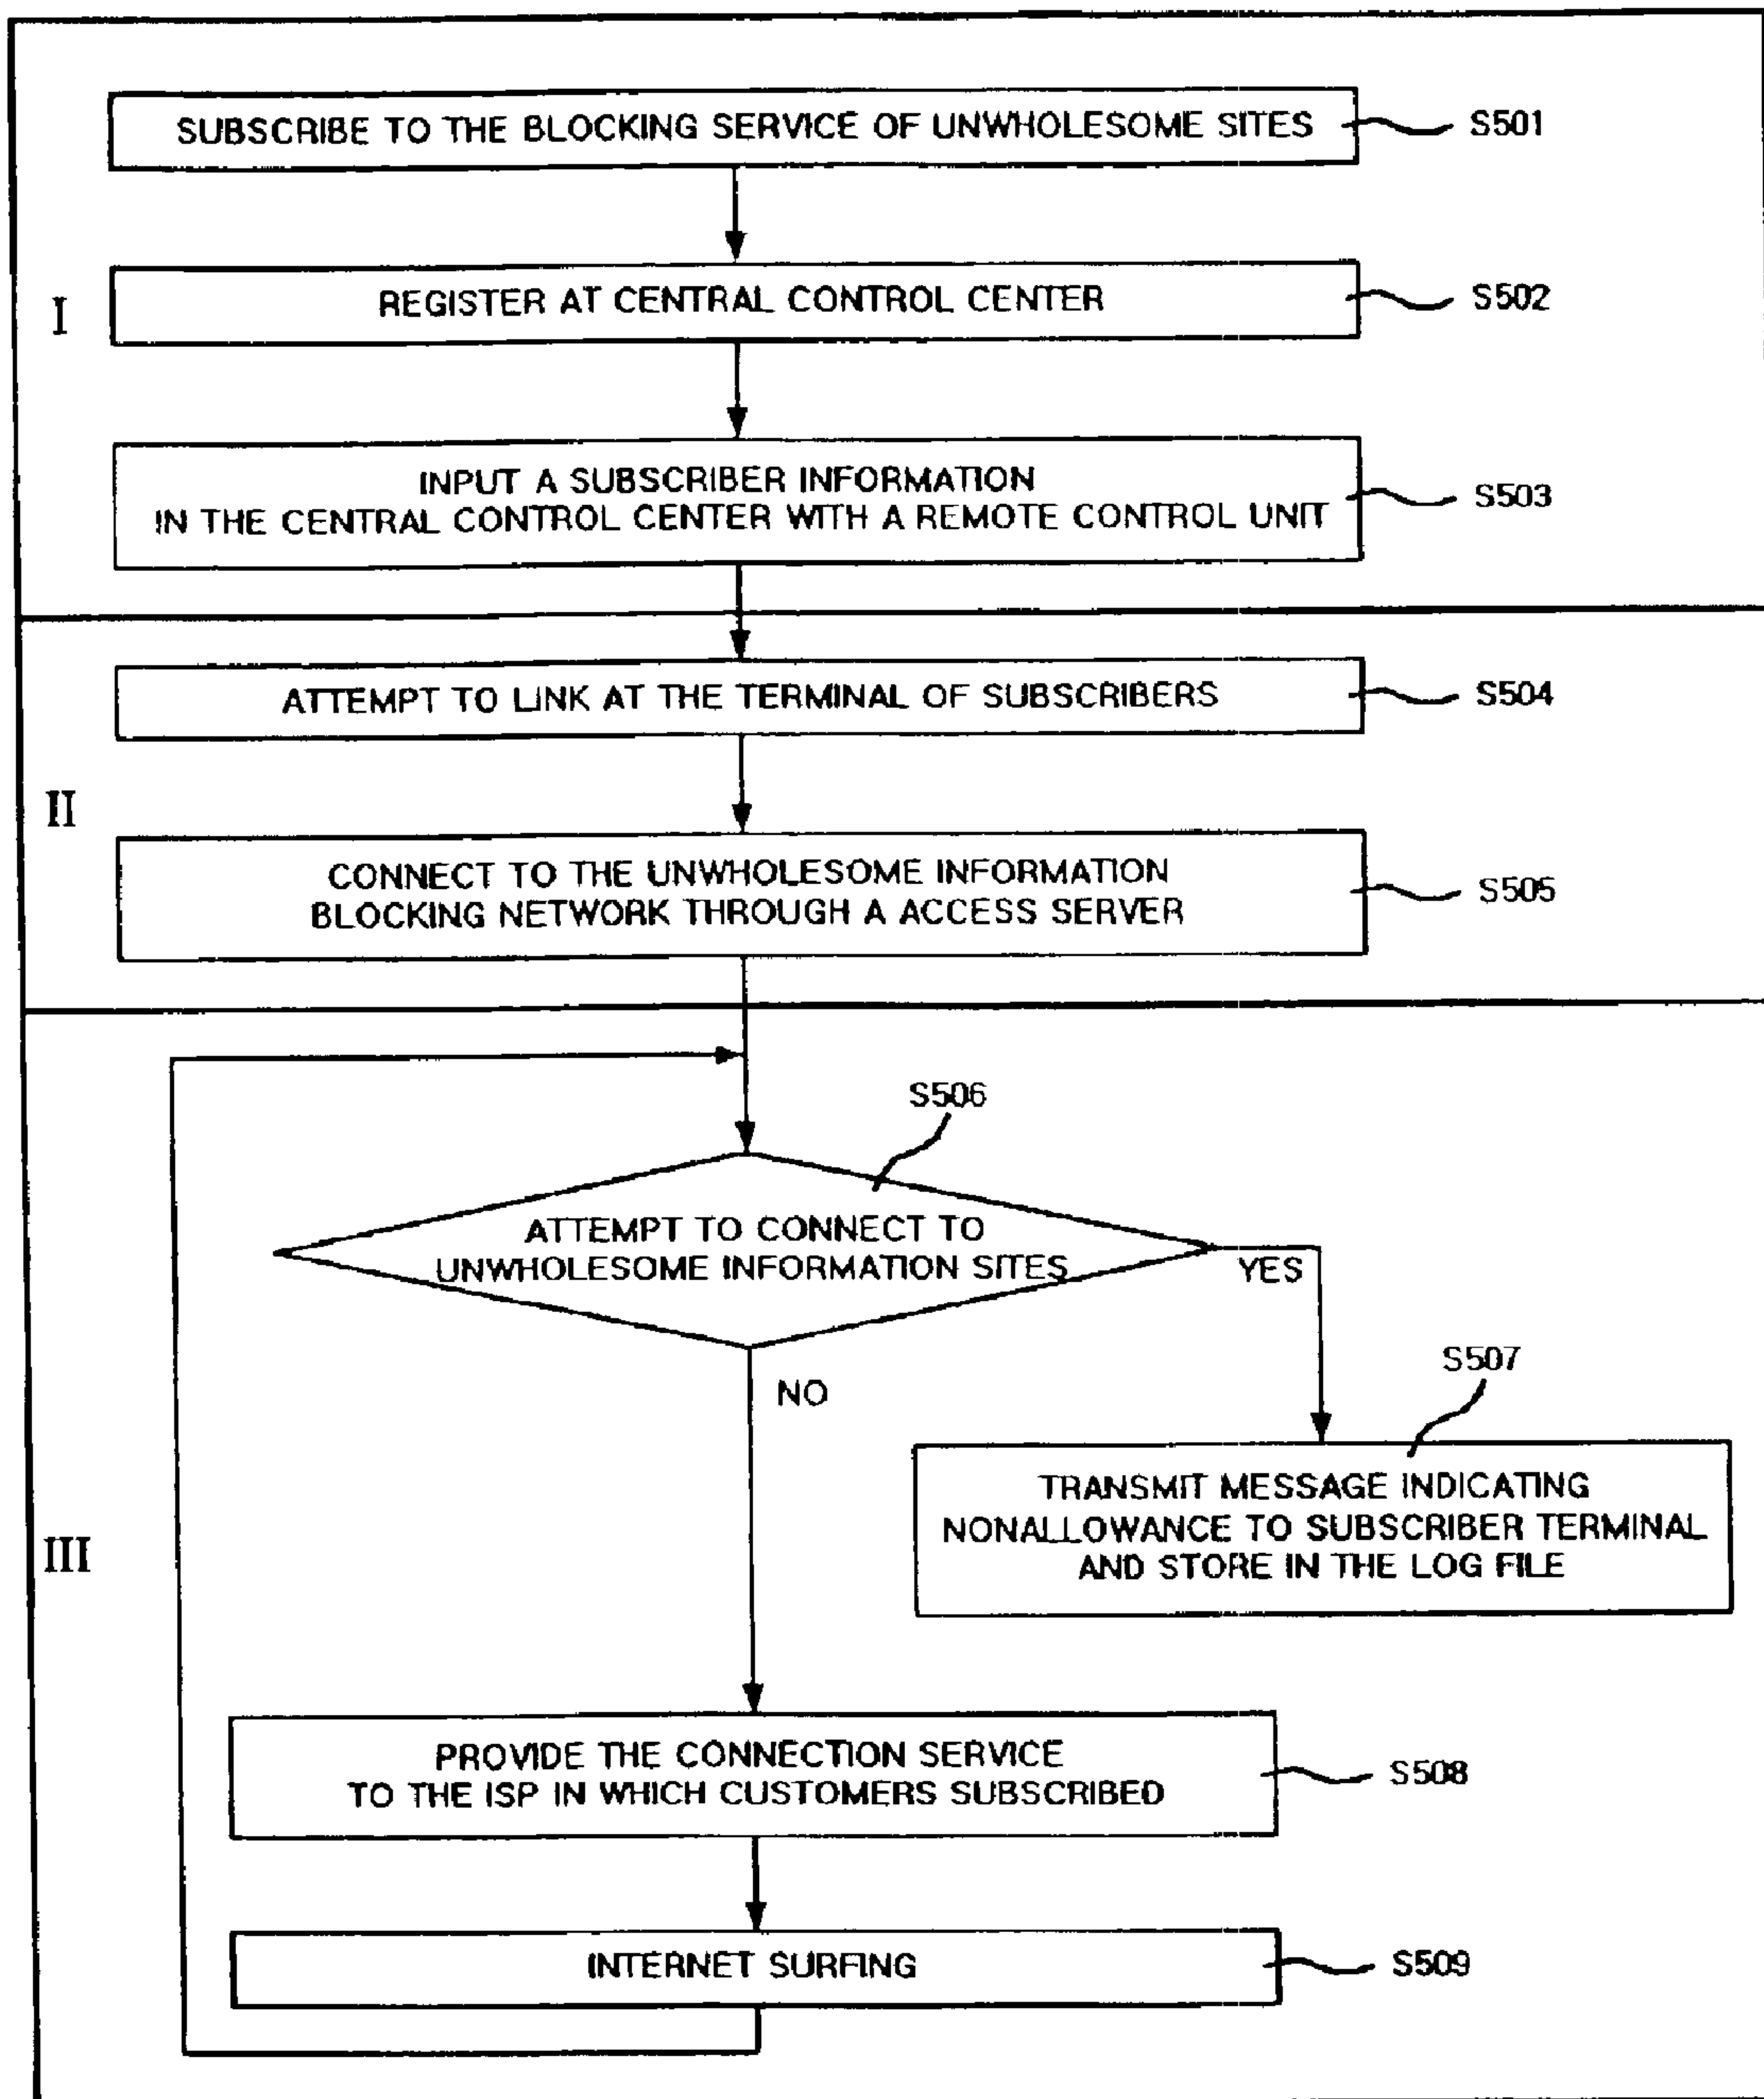 SUBSCRIBE TO THE BLOCKING SERVICE OF UNWHOLESOME SITES
S501
I
REGISTER AT CENTRAL CONTROL CENTER
S502
INPUT A SUBSCRIBER INFORMATION
IN THE CENTRAL CONTROL CENTER WITH A REMOTE CONTROL UNIT
S503
ATTEMPT TO LINK AT THE TERMINAL OF SUBSCRIBERS
S504
II
CONNECT TO THE UNWHOLESOME INFORMATION
BLOCKING NETWORK THROUGH A ACCESS SERVER
S505
S506
ATTEMPT TO CONNECT TO
UNWHOLESOME INFORMATION SITES
YES
NO
S507
TRANSMIT MESSAGE INDICATING
NONALLOWANCE TO SUBSCRIBER TERMINAL
AND STORE IN THE LOG FILE
III
PROVIDE THE CONNECTION SERVICE
TO THE ISP IN WHICH CUSTOMERS SUBSCRIBED
S508
INTERNET SURFING
S509